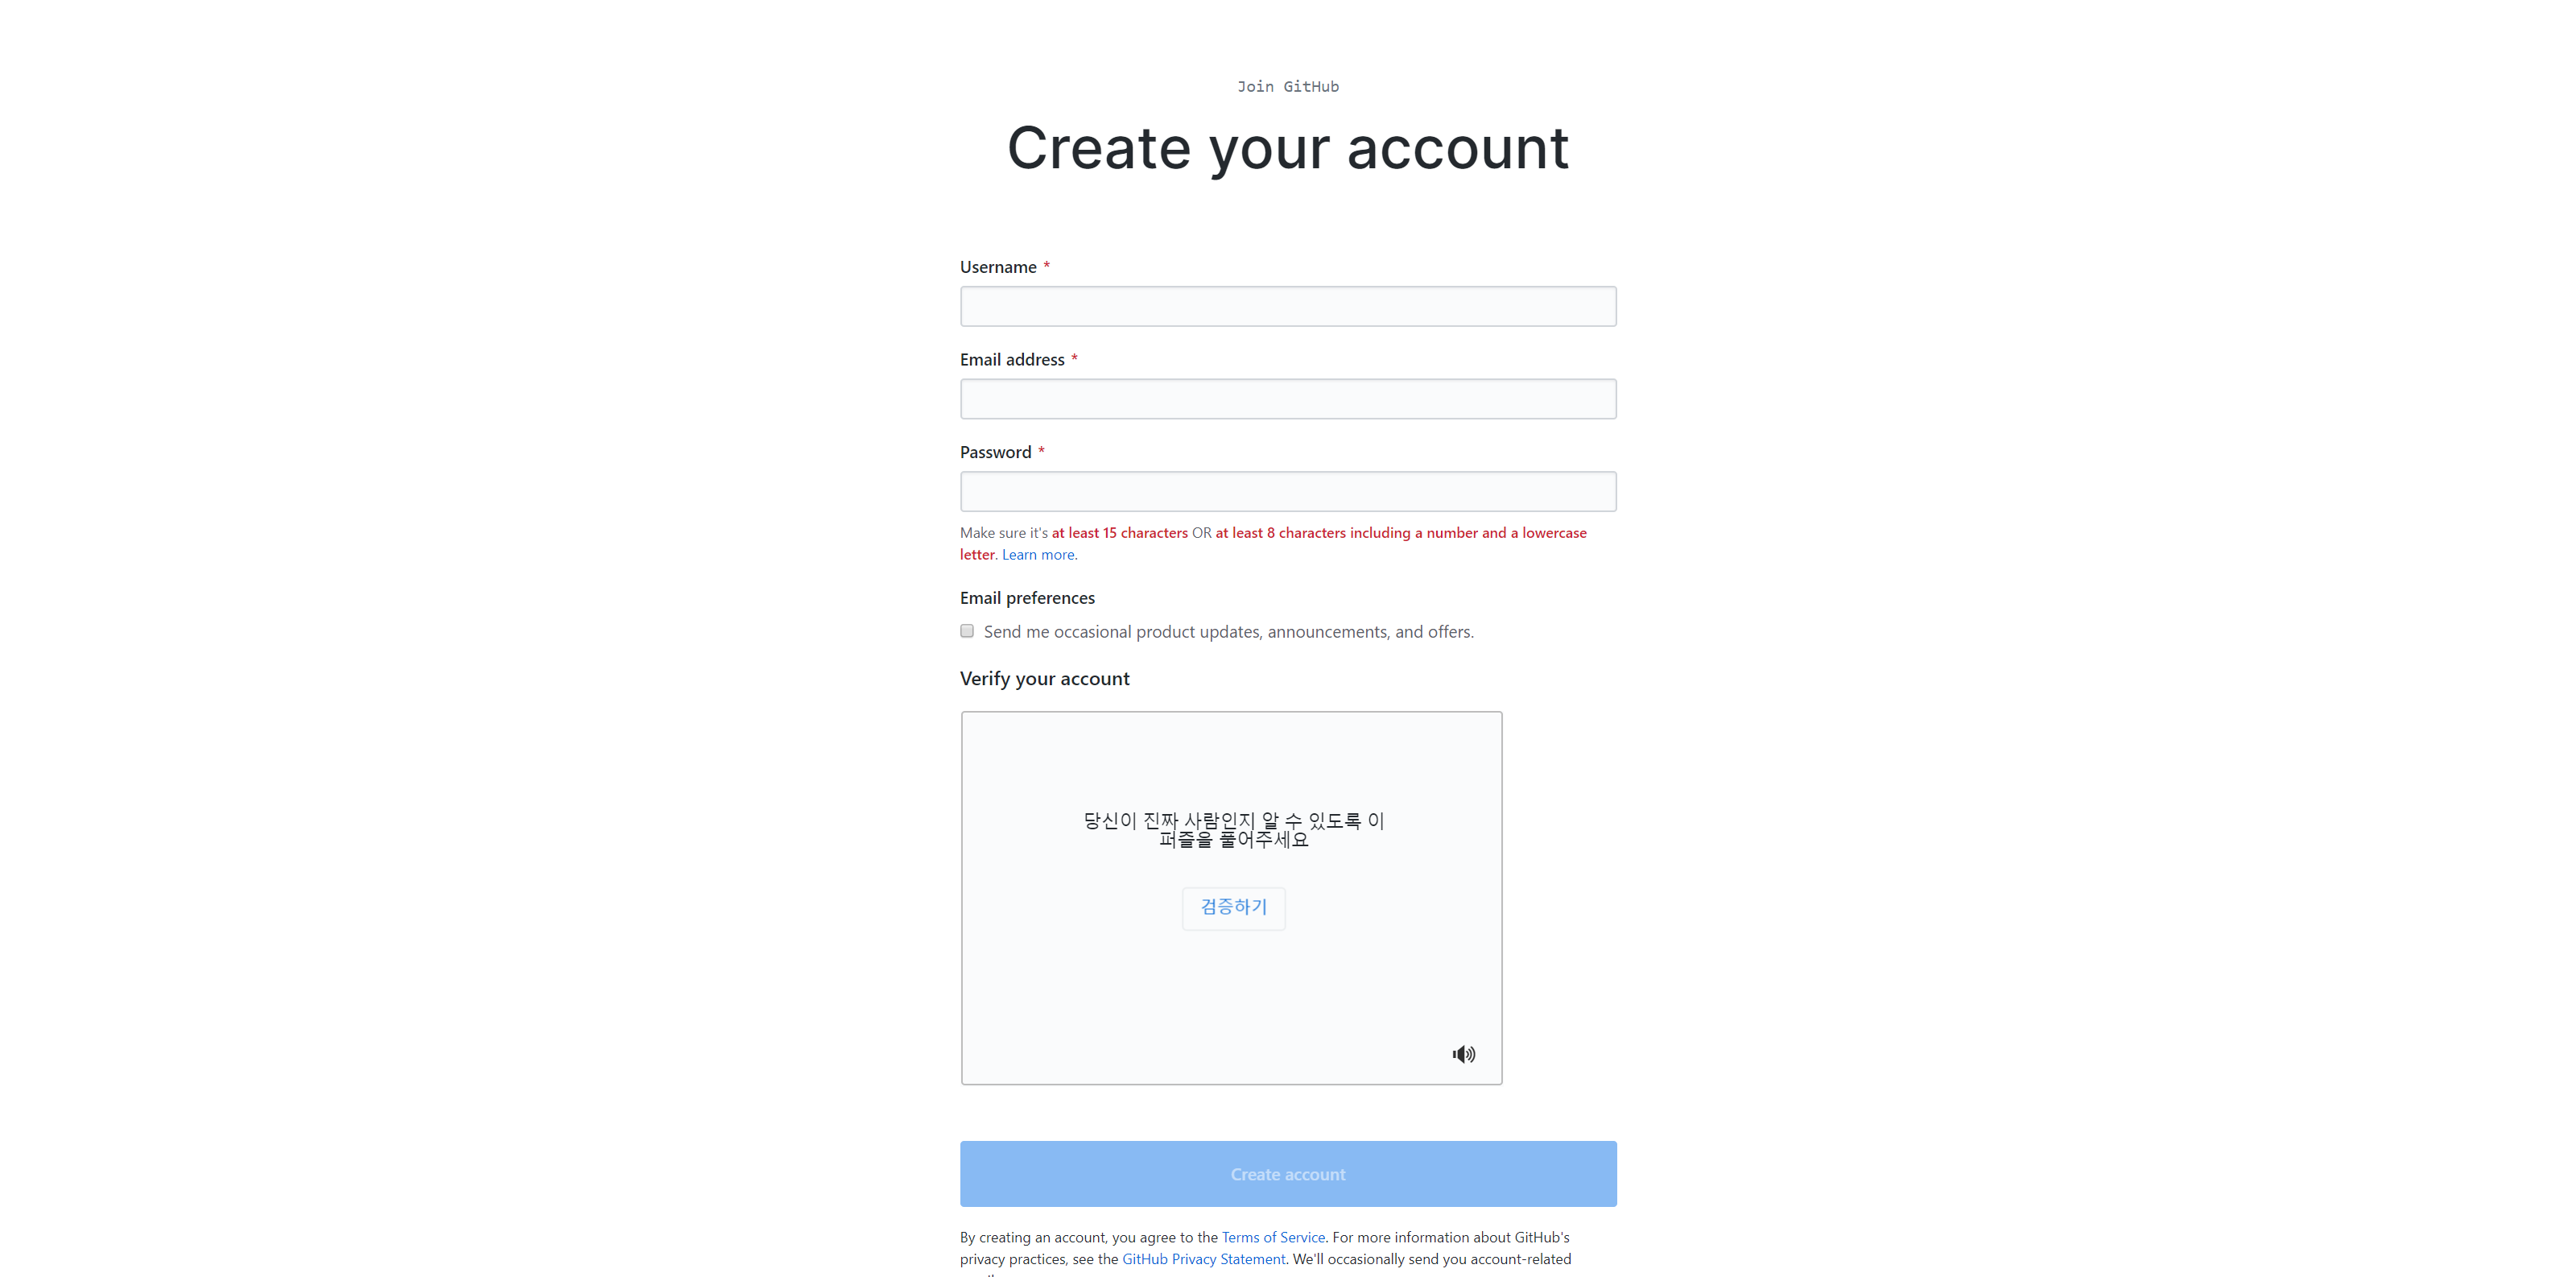 Join GitHub
Create your account
Username *
Email address *
Password *
Make sure it's at least 15 characters OR at least 8 characters including a number and a lowercase
letter. Learn more.
Email preferences
Send me occasional product updates, announcements, and offers.
Verify your account
당신이 진짜 사람인지 알 수 있도록 이
퍼즐을 풀어주세요
검증하기
Create account
By creating an account, you agree to the Terms of Service. For more information about GitHub's
privacy practices, see the GitHub Privacy Statement. We'll occasionally send you account-related